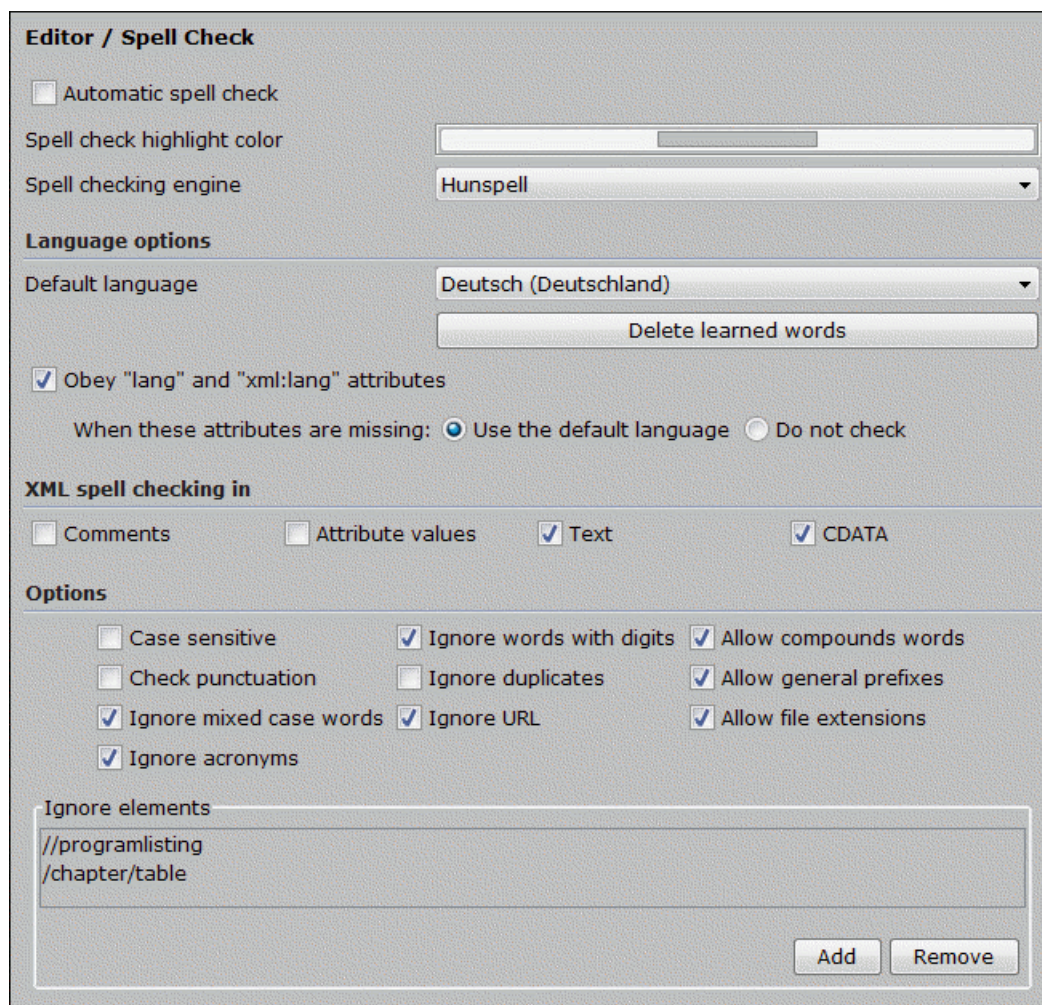 Editor / Spell Check
Automatic spell check
Spell check highlight color
Spell checking engine Hunspell
Language options
Default language Deutsch (Deutschland)
Delete learned words
Obey "lang" and "xml:lang" attributes
When these attributes are missing: Use the default language Do not check
XML spell checking in
Comments Attribute values Text CDATA
Options
Case sensitive Ignore words with digits Allow compounds words
Check punctuation Ignore duplicates Allow general prefixes
Ignore mixed case words Ignore URL Allow file extensions
Ignore acronyms
Ignore elements
//programlisting
/chapter/table
Add Remove